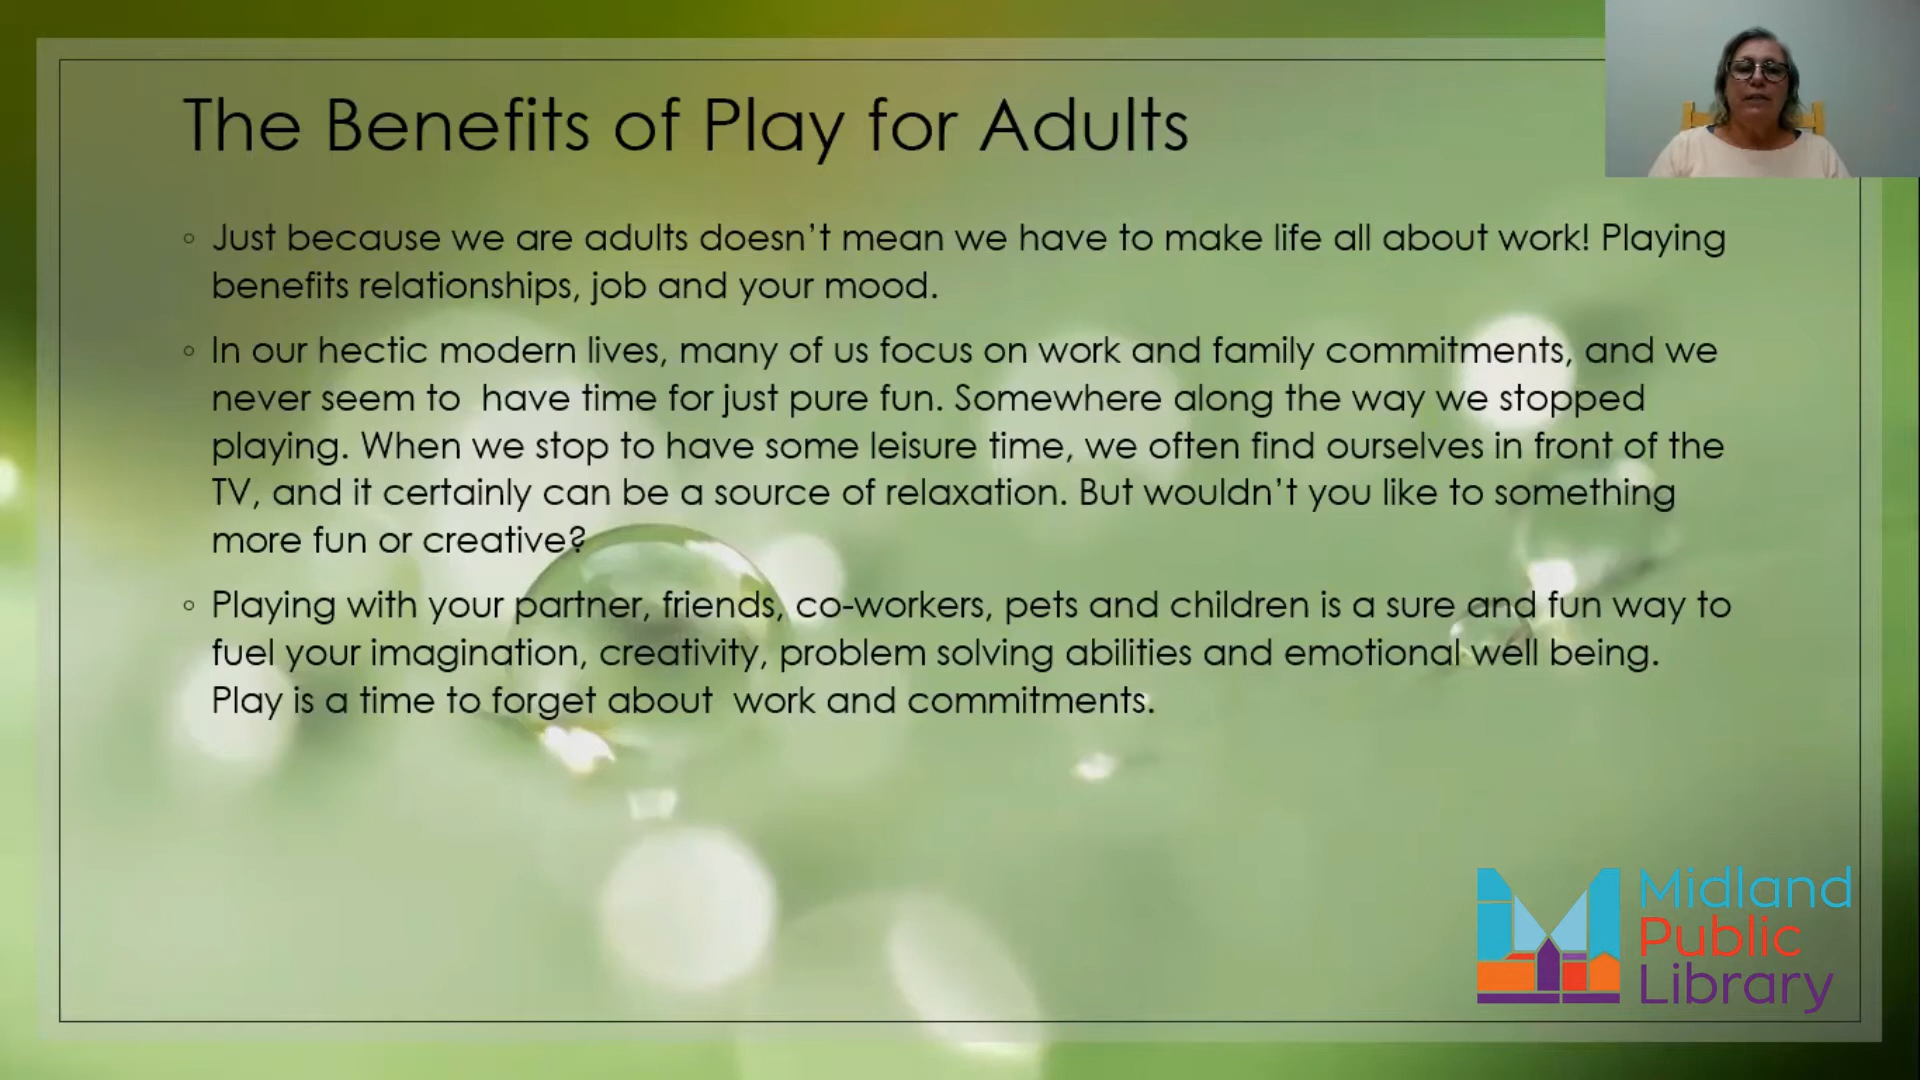 The Benefits of Play for Adults
◦ Just because we are adults doesn't mean we have to make life all about work! Playing
benefits relationships, job and your mood.
◦ In our hectic modern lives, many of us focus on work and family commitments, and we
never seem to  have time for just pure fun. Somewhere along the way we stopped
playing. When we stop to have some leisure time, we often find ourselves in front of the
TV, and it certainly can be a source of relaxation. But wouldn't you like to something
more fun or creative?
◦ Playing with your partner, friends, co-workers, pets and children is a sure and fun way to
fuel your imagination, creativity, problem solving abilities and emotional well being.
Play is a time to forget about  work and commitments.
Midland
Public
Library